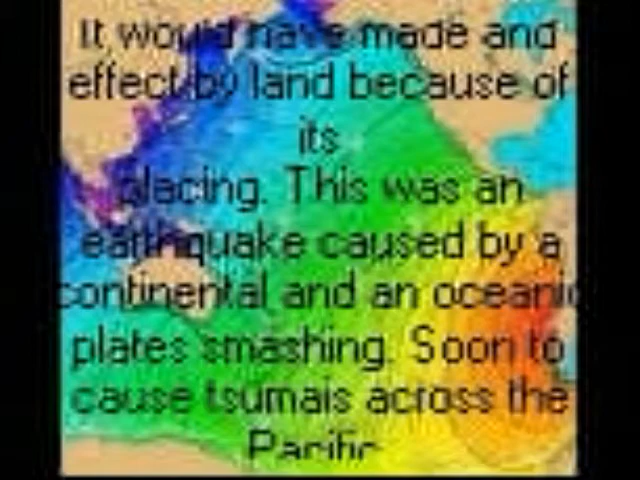 It would have made and
effect by land because of
its
placing. This was an
earthquake caused by a
continental and an oceanic
plates smashing. Soon to
cause tsumais across the
Pacific